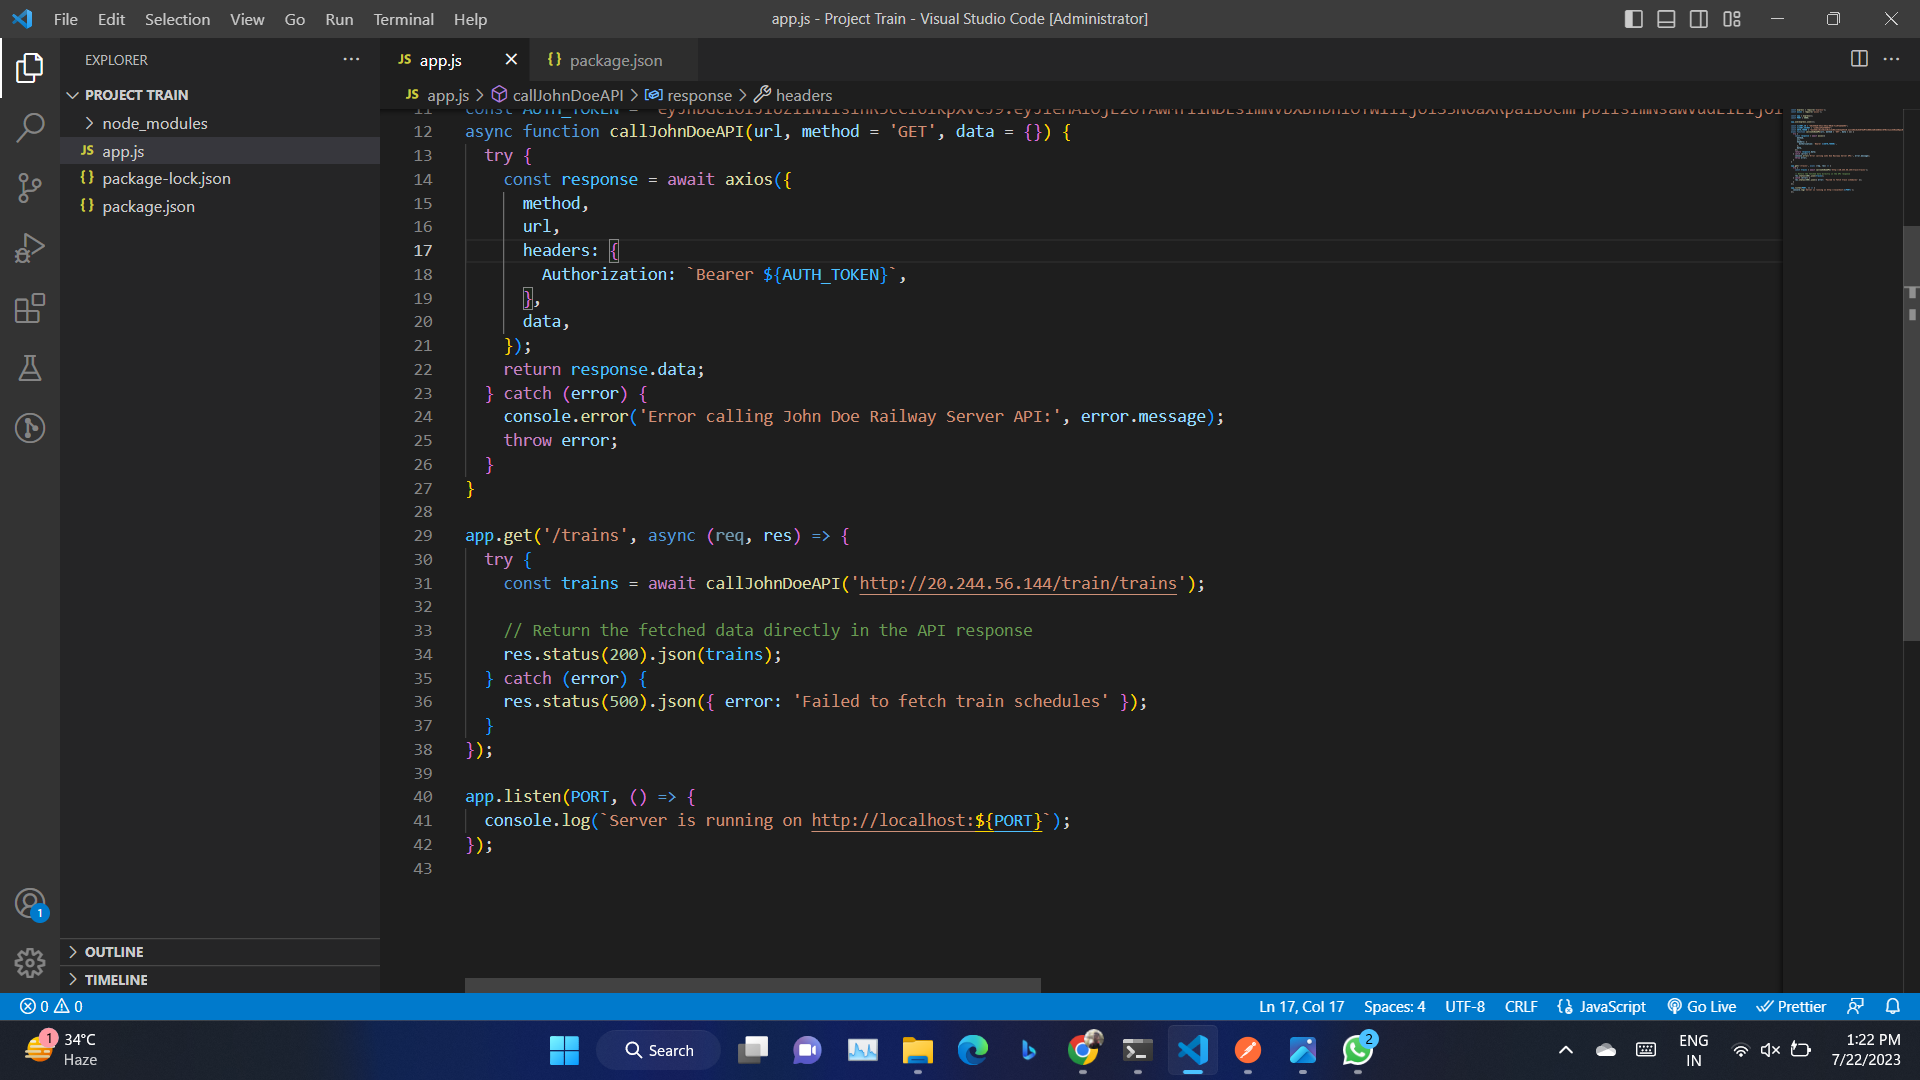 File Edit Selection View Go Run Terminal Help
app.js - Project Train - Visual Studio Code [Administrator]
EXPLORER
PROJECT TRAIN
node_modules
JS app.js
{} package-lock.json
{} package.json
OUTLINE
TIMELINE
JS app.js
{} package.json
JS app.js > callJohnDoeAPI > response > headers
12 async function callJohnDoeAPI(url, method = 'GET', data = {}) {
13 try {
14 const response = await axios({
15 method,
16 url,
17 headers: {
18 Authorization: `Bearer ${AUTH_TOKEN}`,
19 },
20 data,
21 });
22 return response.data;
23 } catch (error) {
24 console.error('Error calling John Doe Railway Server API:', error.message);
25 throw error;
26 }
27 }
28
29 app.get('/trains', async (req, res) => {
30 try {
31 const trains = await callJohnDoeAPI('http://20.244.56.144/train/trains');
32
33 // Return the fetched data directly in the API response
34 res.status(200).json(trains);
35 } catch (error) {
36 res.status(500).json({ error: 'Failed to fetch train schedules' });
37 }
38 });
39
40 app.listen(PORT, () => {
41 console.log(`Server is running on http://localhost:${PORT}`);
42 });
43
1
0 0
Ln 17, Col 17 Spaces: 4 UTF-8 CRLF {} JavaScript Go Live Prettier
1
34°C
Haze
Search
2
ENG
IN
1:22 PM
7/22/2023